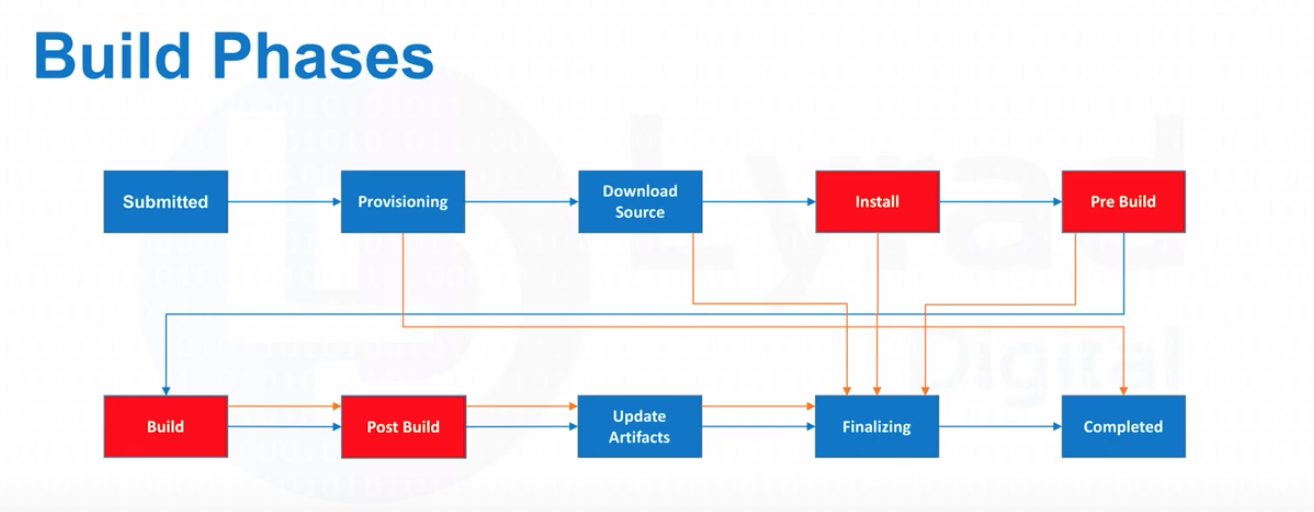 Build Phases
Submitted
Provisioning
Download
Source
Install
Pre Build
Build
Post Build
Update
Artifacts
Finalizing
Completed
Lyrad
Digital